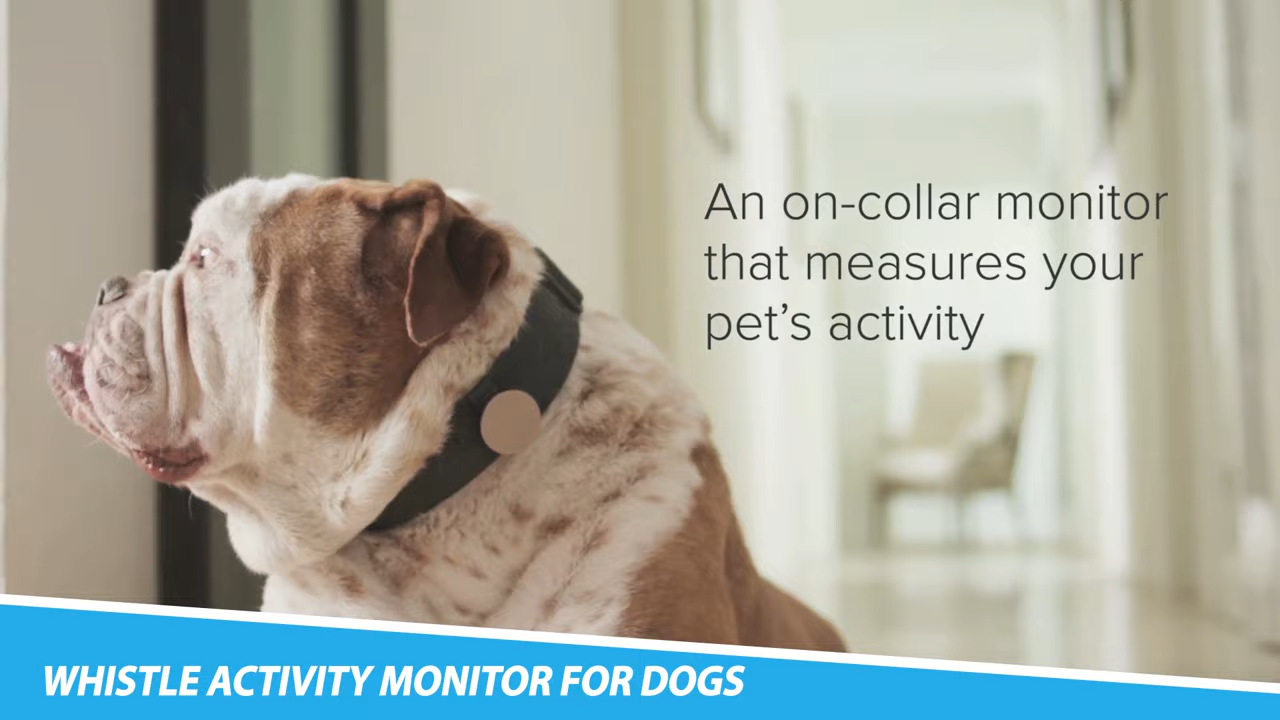 An on-collar monitor
that measures your
pet’s activity
WHISTLE ACTIVITY MONITOR FOR DOGS